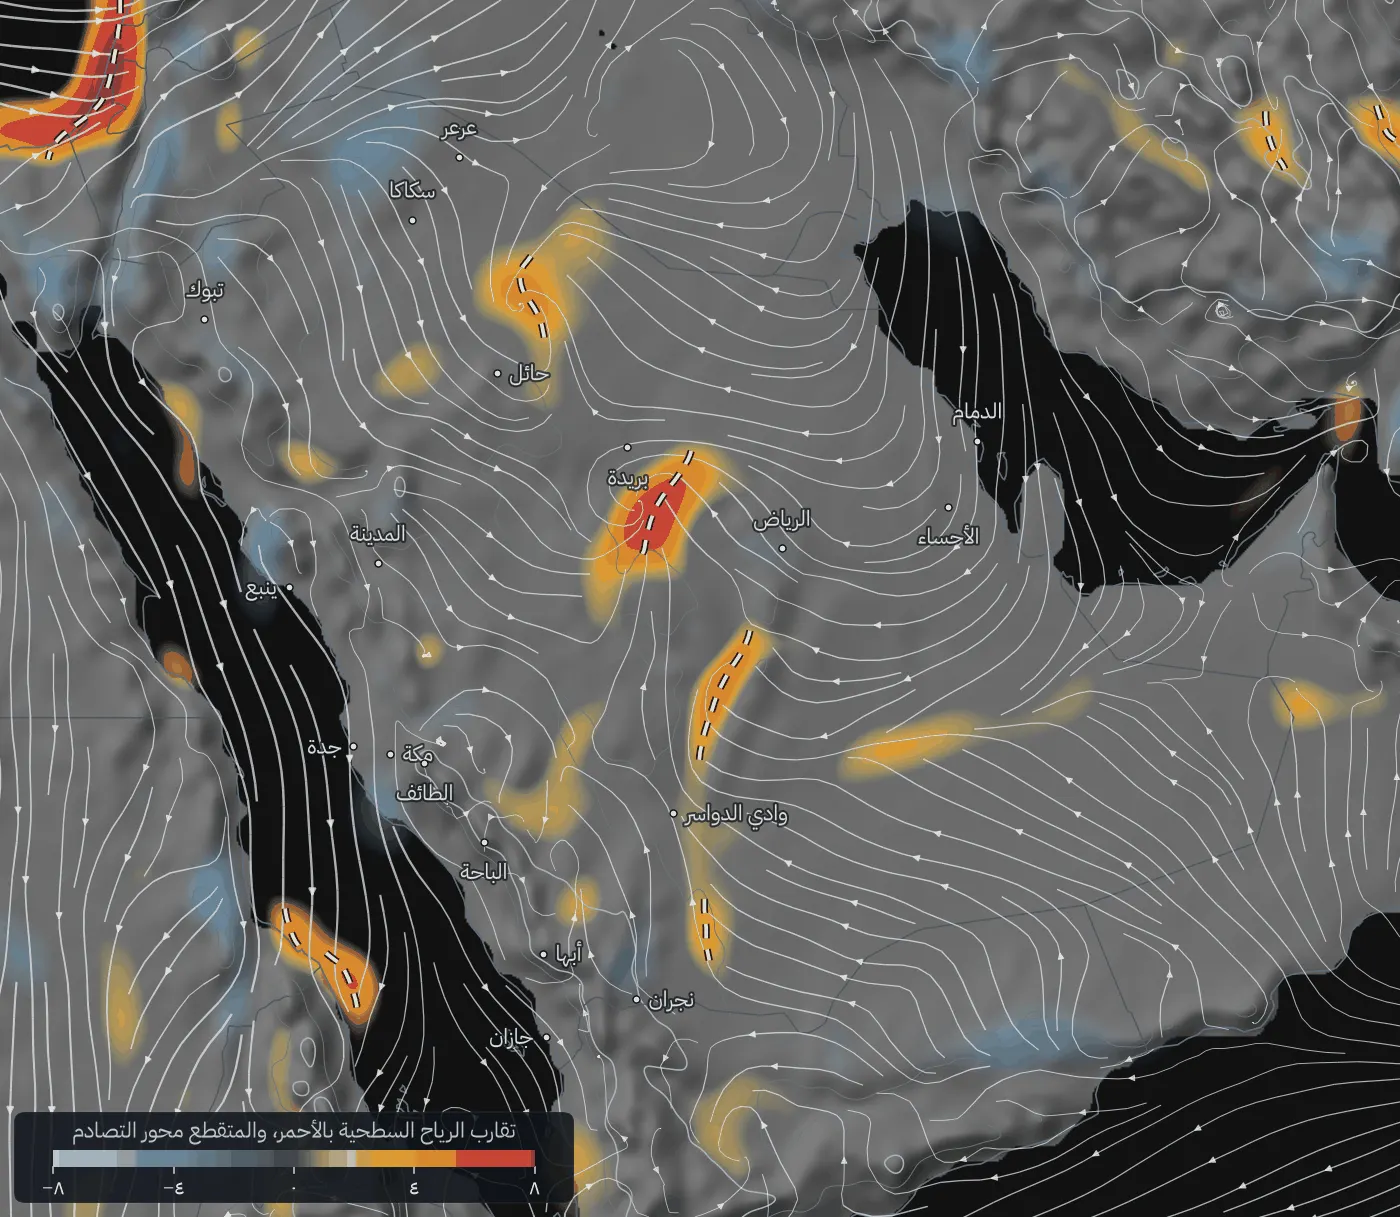 عرعر
سكاكا
تبوك
حائل
الدمام
بريدة
الرياض
المدينة
الأحساء
ينبع
جدة
مكة
الطائف
وادي الدواسر
الباحة
أبها
نجران
جازان
تقارب الرياح السطحية بالأحمر، والمتقطع محور التصادم
−٨ −٤ ٠ ٤ ٨